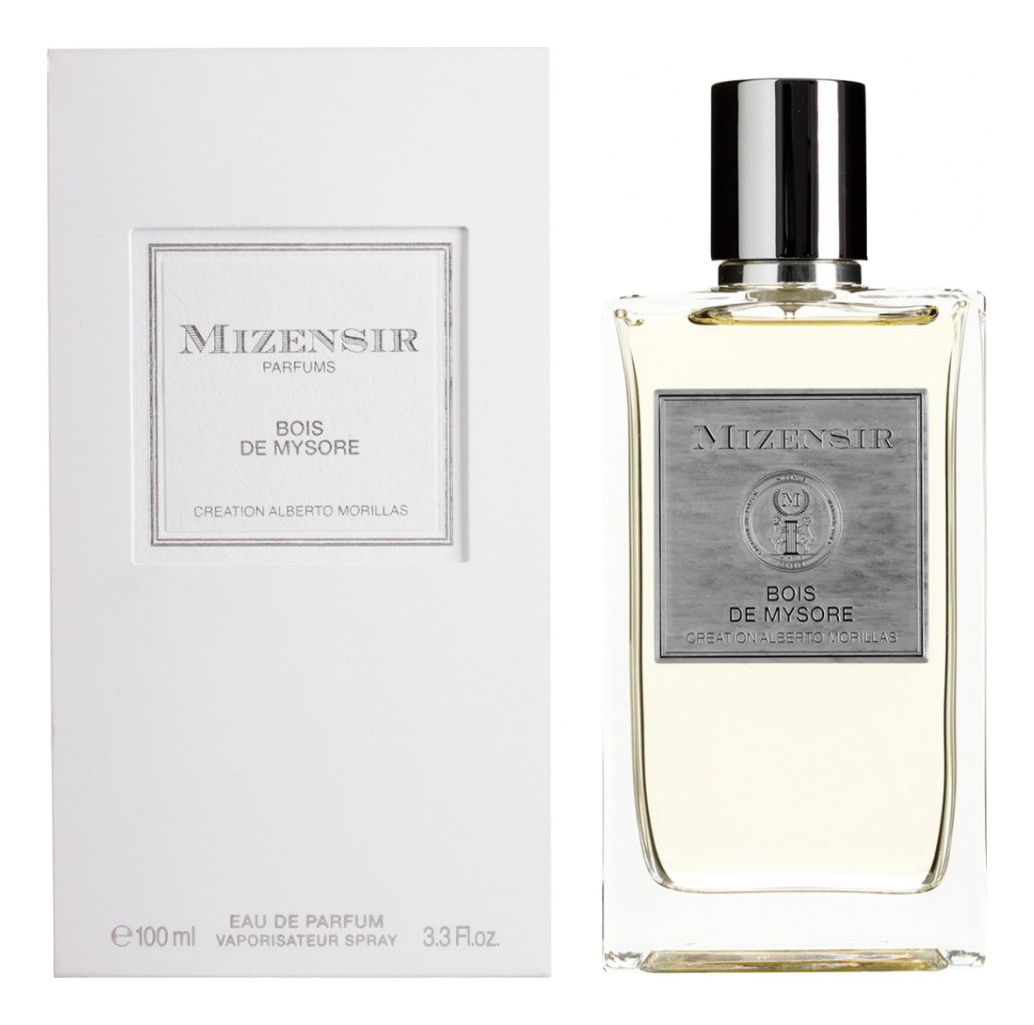 MIZENSIR
PARFUMS
BOIS
DE MYSORE
CREATION ALBERTO MORILLAS
EAU DE PARFUM
℮100 ml VAPORISATEUR SPRAY 3.3 Fl.oz.
MIZENSIR
M
BOIS
DE MYSORE
CREATION ALBERTO MORILLAS